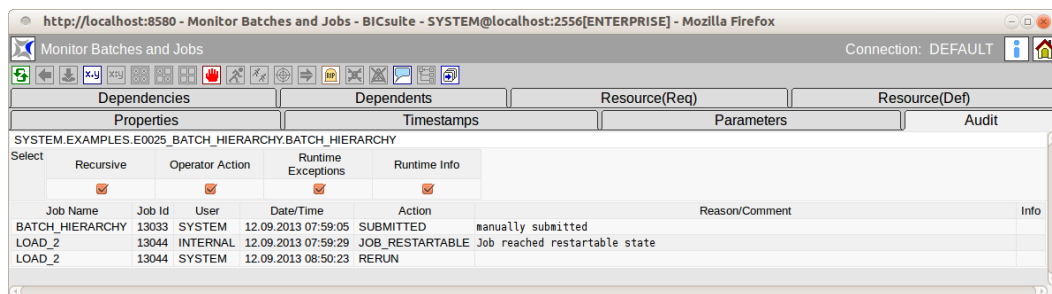 http://localhost:8580 - Monitor Batches and Jobs - BICsuite - SYSTEM@localhost:2556[ENTERPRISE] - Mozilla Firefox
Monitor Batches and Jobs Connection: DEFAULT
x,y x=y RIP
Dependencies Dependents Resource(Req) Resource(Def)
Properties Timestamps Parameters Audit
SYSTEM.EXAMPLES.E0025_BATCH_HIERARCHY.BATCH_HIERARCHY
Select Recursive Operator Action Runtime Exceptions Runtime Info
Job Name Job Id User Date/Time Action Reason/Comment Info
BATCH_HIERARCHY 13033 SYSTEM 12.09.2013 07:59:05 SUBMITTED manually submitted
LOAD_2 13044 INTERNAL 12.09.2013 07:59:29 JOB_RESTARTABLE Job reached restartable state
LOAD_2 13044 SYSTEM 12.09.2013 08:50:23 RERUN